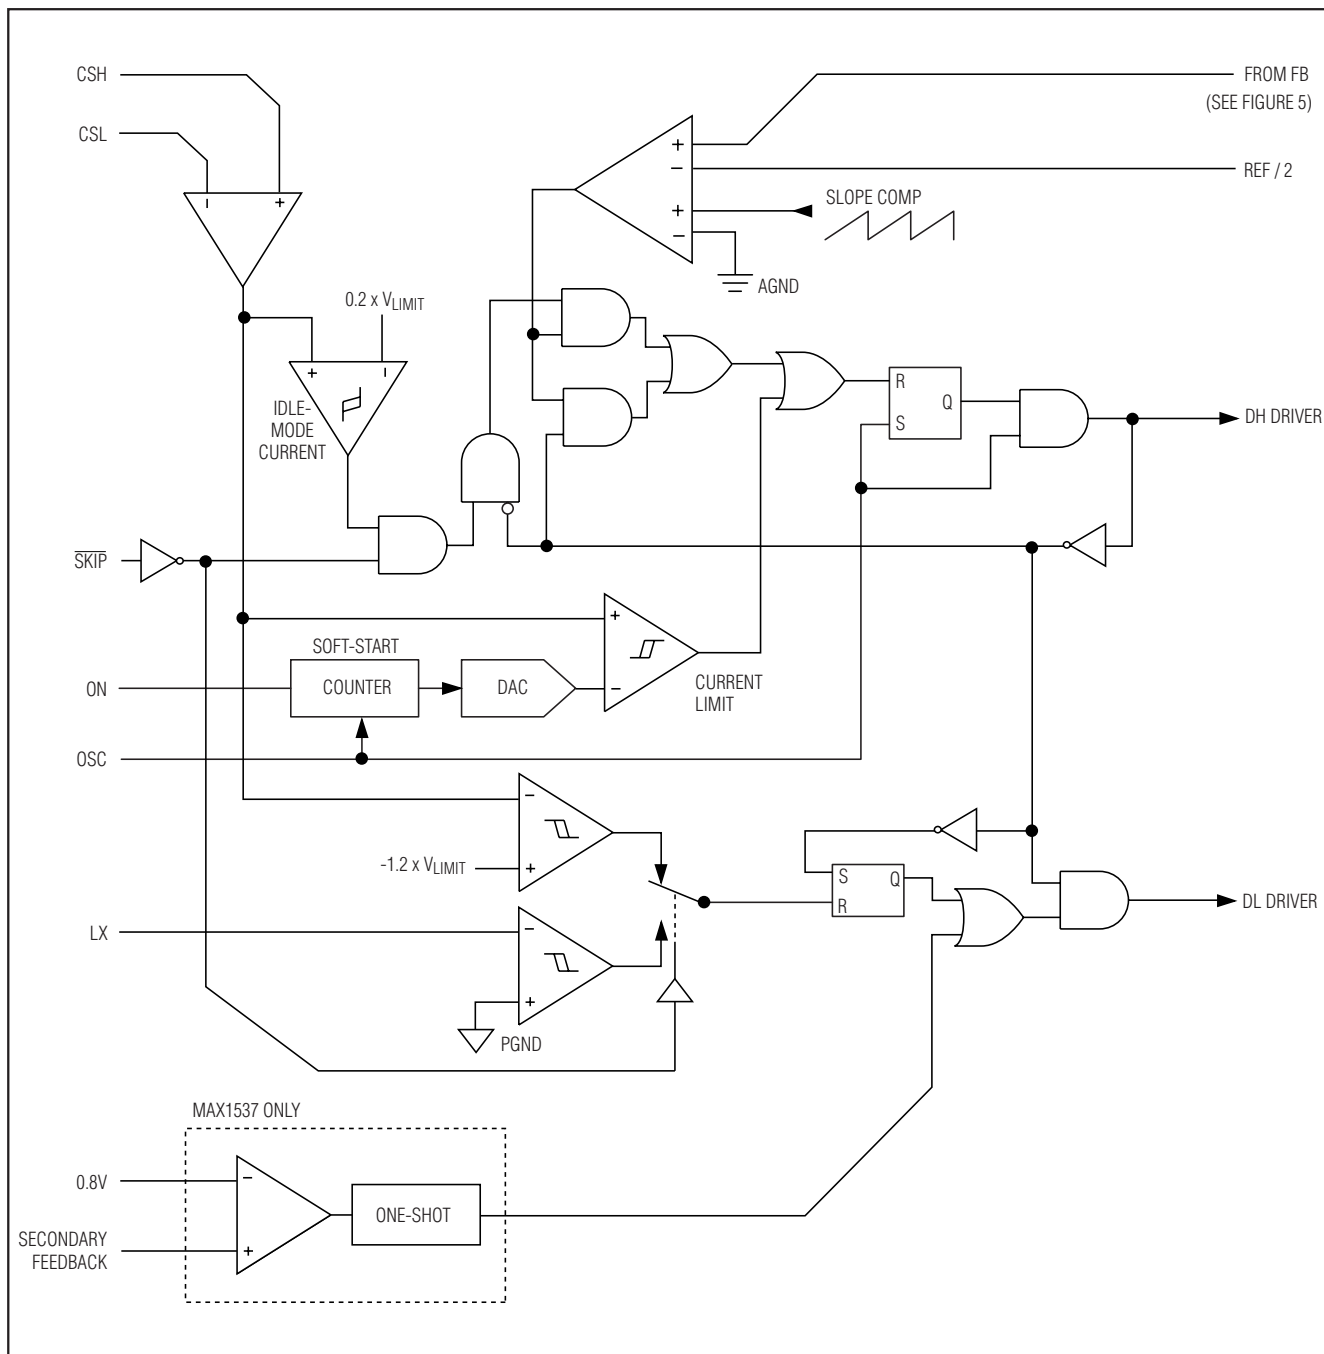 CSH
FROM FB
(SEE FIGURE 5)
CSL
+
−
REF / 2
− +
+
SLOPE COMP
−
AGND
0.2 x VLIMIT
+ −
IDLE-
MODE
CURRENT
R
Q
S
DH DRIVER
SKIP
+
SOFT-START
ON
COUNTER
DAC
−
CURRENT
LIMIT
OSC
−
-1.2 x VLIMIT
+
S
Q
R
DL DRIVER
LX
−
+
PGND
MAX1537 ONLY
0.8V
−
ONE-SHOT
SECONDARY
FEEDBACK
+